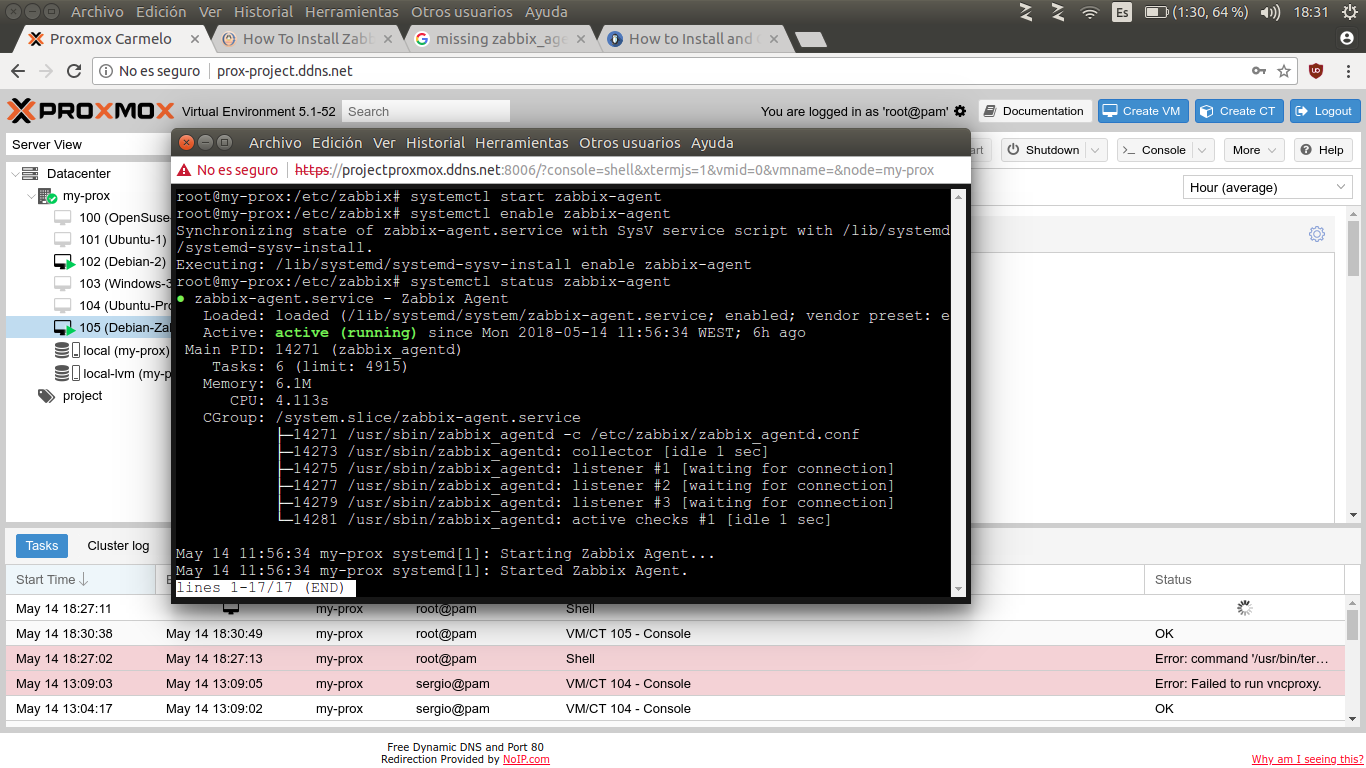 Archivo Edición Ver Historial Herramientas Otros usuarios Ayuda
Es (1:30, 64 %) 18:31
Proxmox Carmelo × How To Install Zabb × missing zabbix_age × How to Install and ×
No es seguro prox-project.ddns.net
PROXMOX Virtual Environment 5.1-52 Search You are logged in as 'root@pam' Documentation Create VM Create CT Logout
Server View
Shutdown Console More Help
Hour (average)
Datacenter
my-prox
100 (OpenSuse-
101 (Ubuntu-1)
102 (Debian-2)
103 (Windows-3
104 (Ubuntu-Pro
105 (Debian-Zab
local (my-prox)
local-lvm (my-p
project
Archivo Edición Ver Historial Herramientas Otros usuarios Ayuda
No es seguro https://projectproxmox.ddns.net:8006/?console=shell&xtermjs=1&vmid=0&vmname=&node=my-prox
root@my-prox:/etc/zabbix# systemctl start zabbix-agent
root@my-prox:/etc/zabbix# systemctl enable zabbix-agent
Synchronizing state of zabbix-agent.service with SysV service script with /lib/systemd
/systemd-sysv-install.
Executing: /lib/systemd/systemd-sysv-install enable zabbix-agent
root@my-prox:/etc/zabbix# systemctl status zabbix-agent
● zabbix-agent.service - Zabbix Agent
Loaded: loaded (/lib/systemd/system/zabbix-agent.service; enabled; vendor preset: e
Active: active (running) since Mon 2018-05-14 11:56:34 WEST; 6h ago
Main PID: 14271 (zabbix_agentd)
Tasks: 6 (limit: 4915)
Memory: 6.1M
CPU: 4.113s
CGroup: /system.slice/zabbix-agent.service
├─14271 /usr/sbin/zabbix_agentd -c /etc/zabbix/zabbix_agentd.conf
├─14273 /usr/sbin/zabbix_agentd: collector [idle 1 sec]
├─14275 /usr/sbin/zabbix_agentd: listener #1 [waiting for connection]
├─14277 /usr/sbin/zabbix_agentd: listener #2 [waiting for connection]
├─14279 /usr/sbin/zabbix_agentd: listener #3 [waiting for connection]
└─14281 /usr/sbin/zabbix_agentd: active checks #1 [idle 1 sec]
May 14 11:56:34 my-prox systemd[1]: Starting Zabbix Agent...
May 14 11:56:34 my-prox systemd[1]: Started Zabbix Agent.
lines 1-17/17 (END)
Tasks Cluster log
Start Time ↓ Status
May 14 18:27:11 my-prox root@pam Shell
May 14 18:30:38 May 14 18:30:49 my-prox root@pam VM/CT 105 - Console OK
May 14 18:27:02 May 14 18:27:13 my-prox root@pam Shell Error: command '/usr/bin/ter…
May 14 13:09:03 May 14 13:09:05 my-prox sergio@pam VM/CT 104 - Console Error: Failed to run vncproxy.
May 14 13:04:17 May 14 13:09:02 my-prox sergio@pam VM/CT 104 - Console OK
Free Dynamic DNS and Port 80
Redirection Provided by NoIP.com
Why am I seeing this?